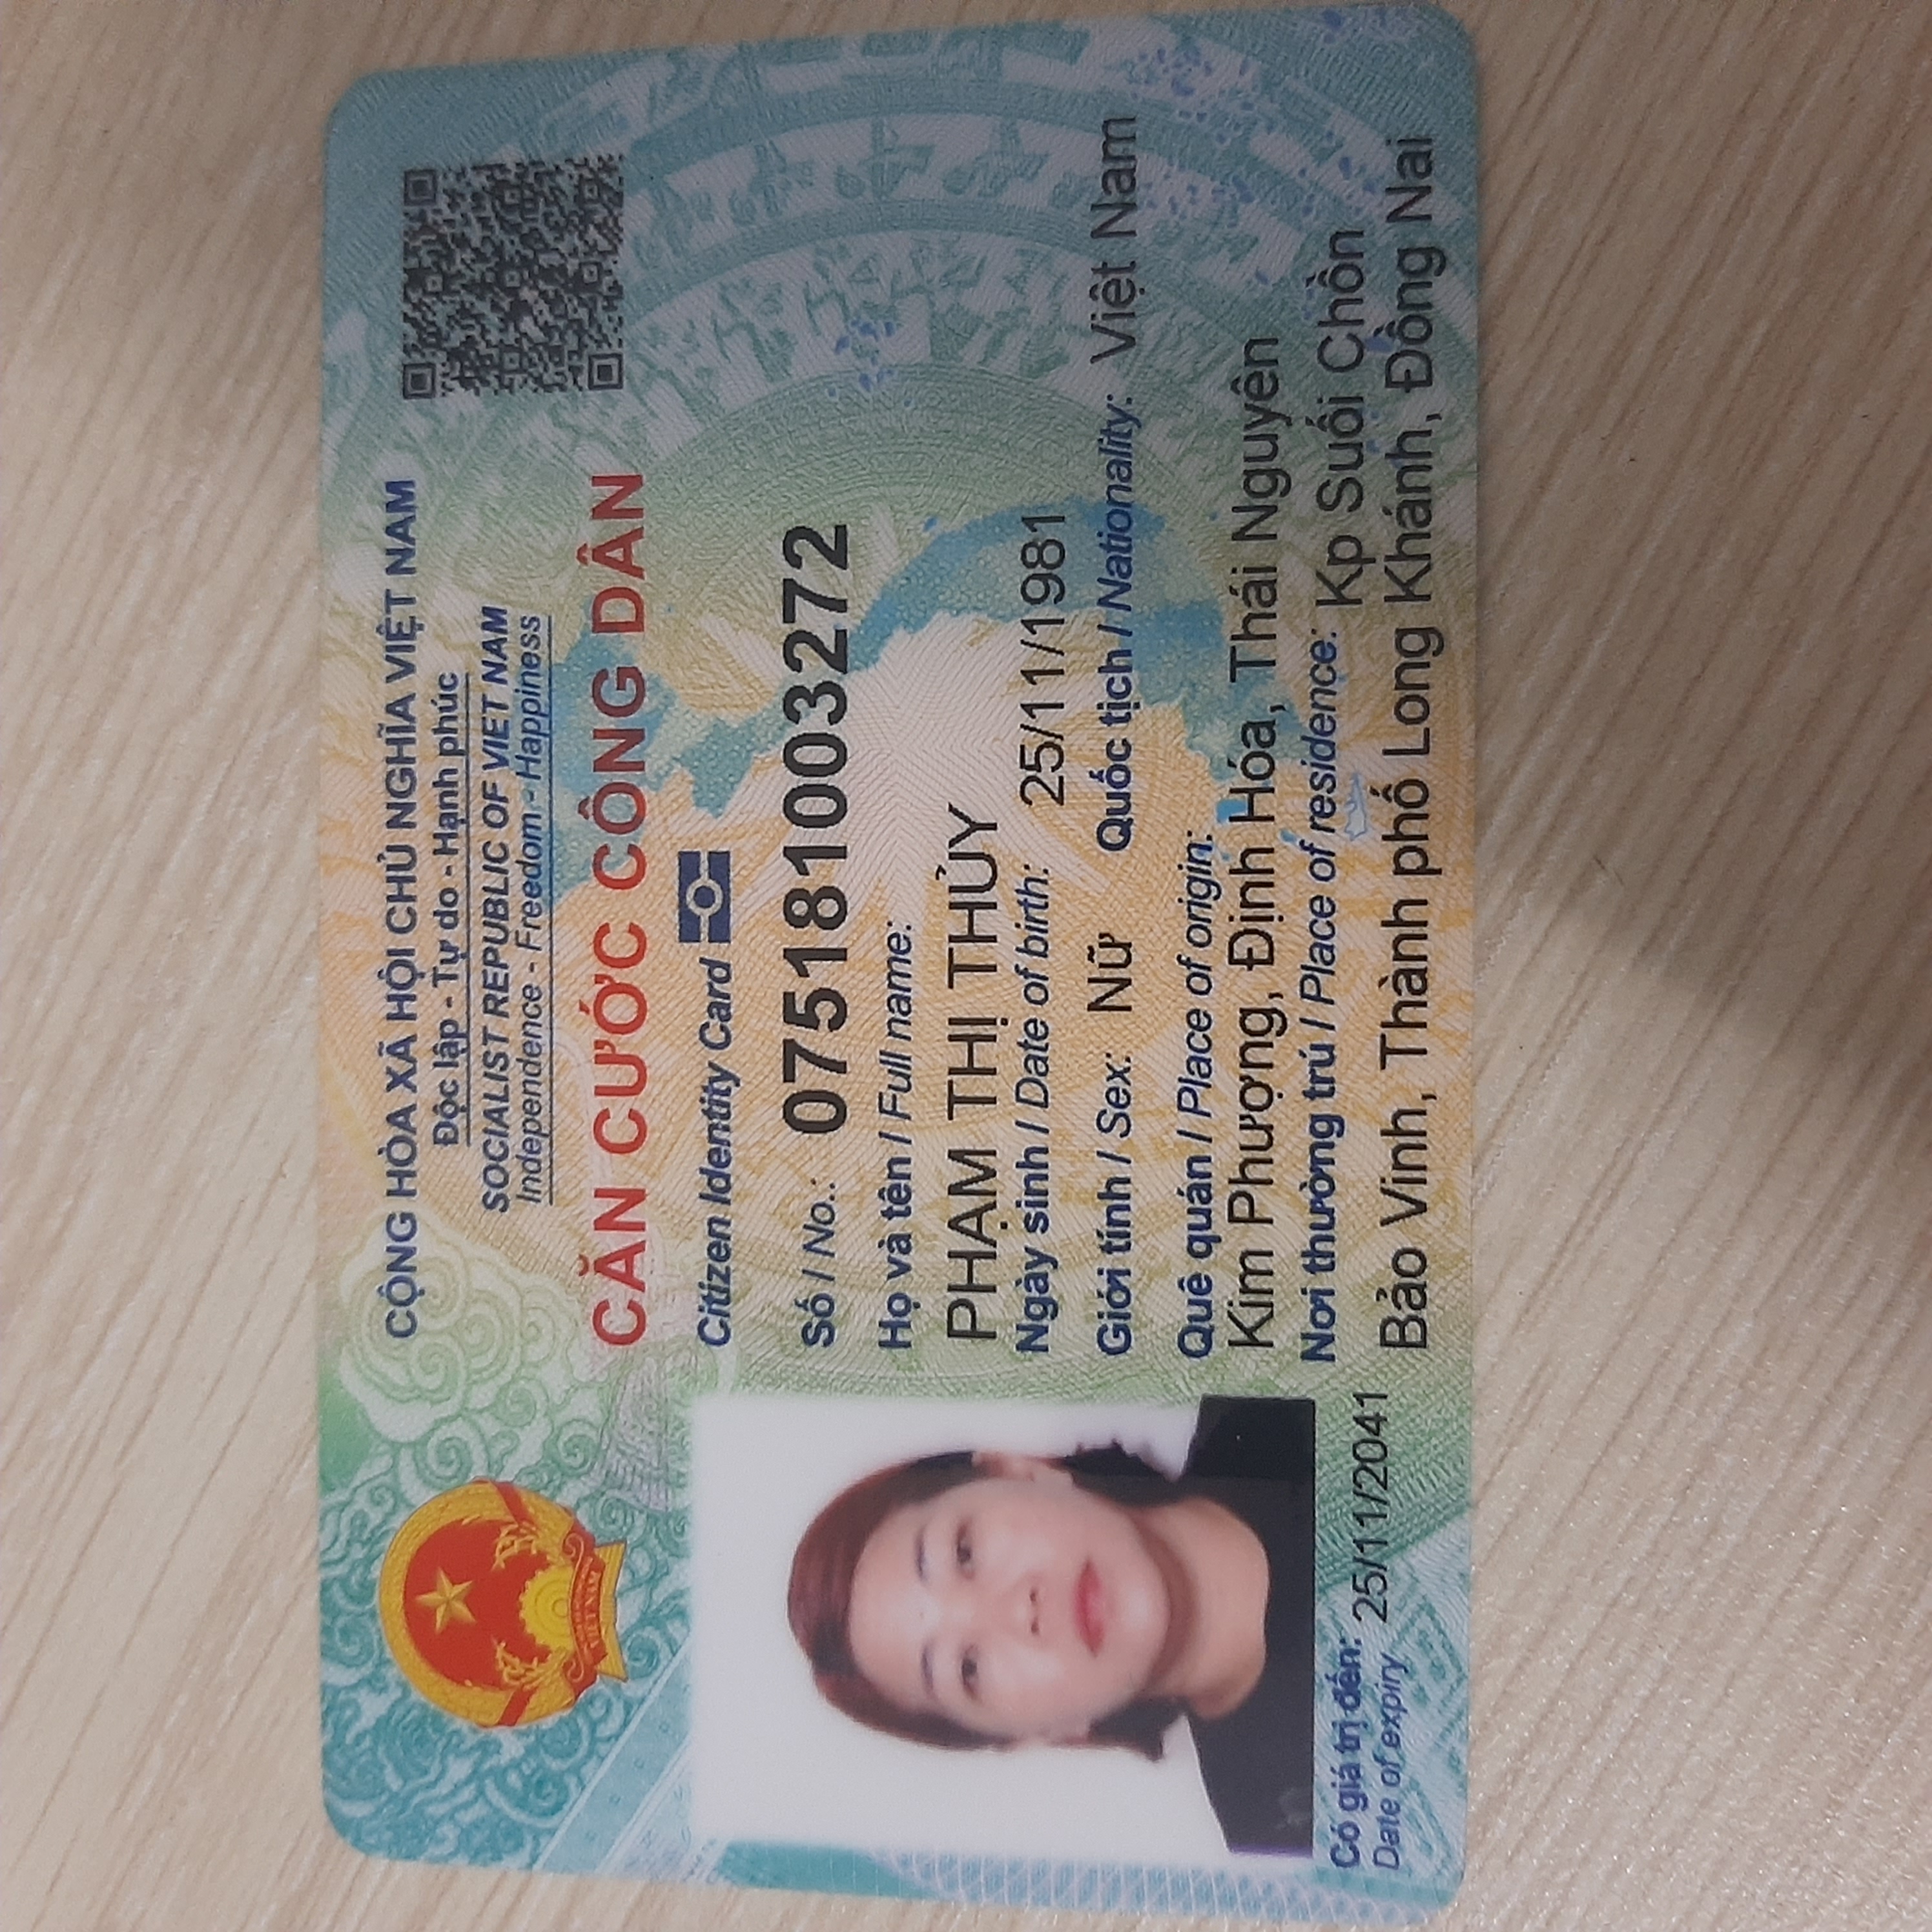 CỘNG HÒA XÃ HỘI CHỦ NGHĨA VIỆT NAM
Độc lập - Tự do - Hạnh phúc
SOCIALIST REPUBLIC OF VIET NAM
Independence - Freedom - Happiness
VIỆT NAM
CĂN CƯỚC CÔNG DÂN
Citizen Identity Card
Số / No.: 075181003272
Họ và tên / Full name:
PHẠM THỊ THỦY
Ngày sinh / Date of birth: 25/11/1981
Giới tính / Sex: Nữ Quốc tịch / Nationality: Việt Nam
Quê quán / Place of origin:
Kim Phượng, Định Hóa, Thái Nguyên
Nơi thường trú / Place of residence: Kp Suối Chồn
Bảo Vinh, Thành phố Long Khánh, Đồng Nai
Có giá trị đến: 25/11/2041
Date of expiry